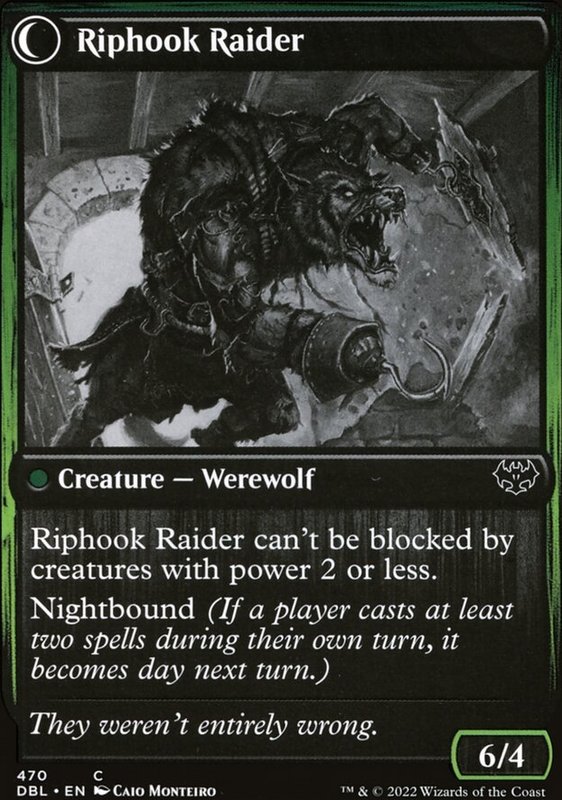 Riphook Raider
Creature — Werewolf
Riphook Raider can't be blocked by
creatures with power 2 or less.
Nightbound (If a player casts at least
two spells during their own turn, it
becomes day next turn.)
They weren't entirely wrong.
6/4
470 C
DBL • EN Caio Monteiro
™ & © 2022 Wizards of the Coast